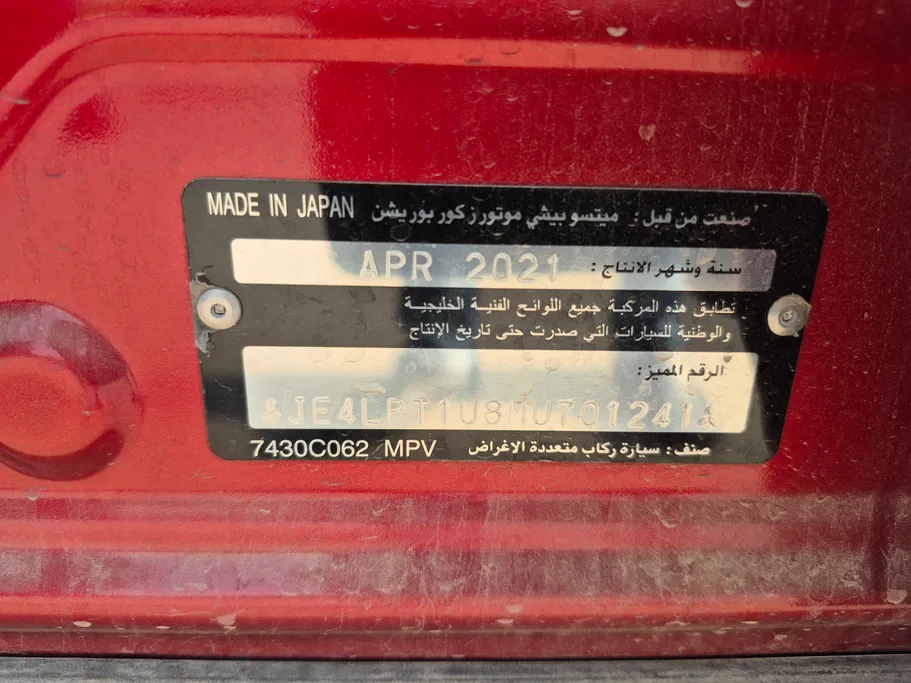 MADE IN JAPAN صنعت من قبل : ميتسوبيشي موتورز كوربوريشن
سنة وشهر الانتاج : APR 2021
تطابق هذه المركبة جميع اللوائح الفنية الخليجية
والوطنية للسيارات التي صدرت حتى تاريخ الإنتاج
الرقم المميز:
JE4LPT1U8MU701241
صنف : سيارة ركاب متعددة الاغراض 7430C062 MPV